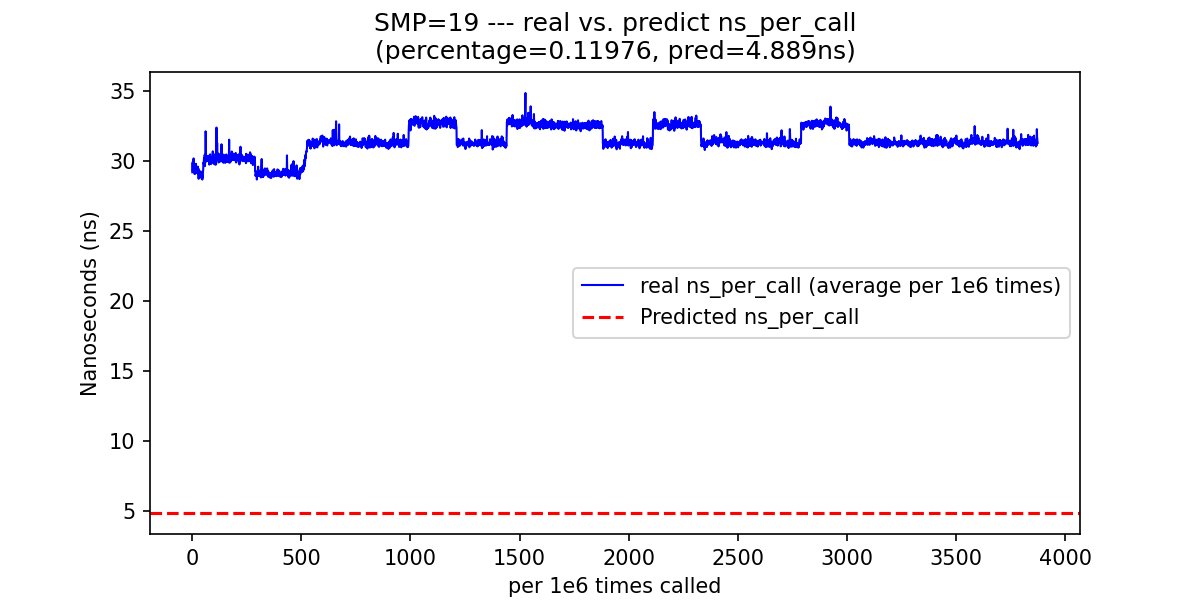 SMP=19 --- real vs. predict ns_per_call
(percentage=0.11976, pred=4.889ns)
35
30
25
20
15
10
5
Nanoseconds (ns)
real ns_per_call (average per 1e6 times)
Predicted ns_per_call
0 500 1000 1500 2000 2500 3000 3500 4000
per 1e6 times called